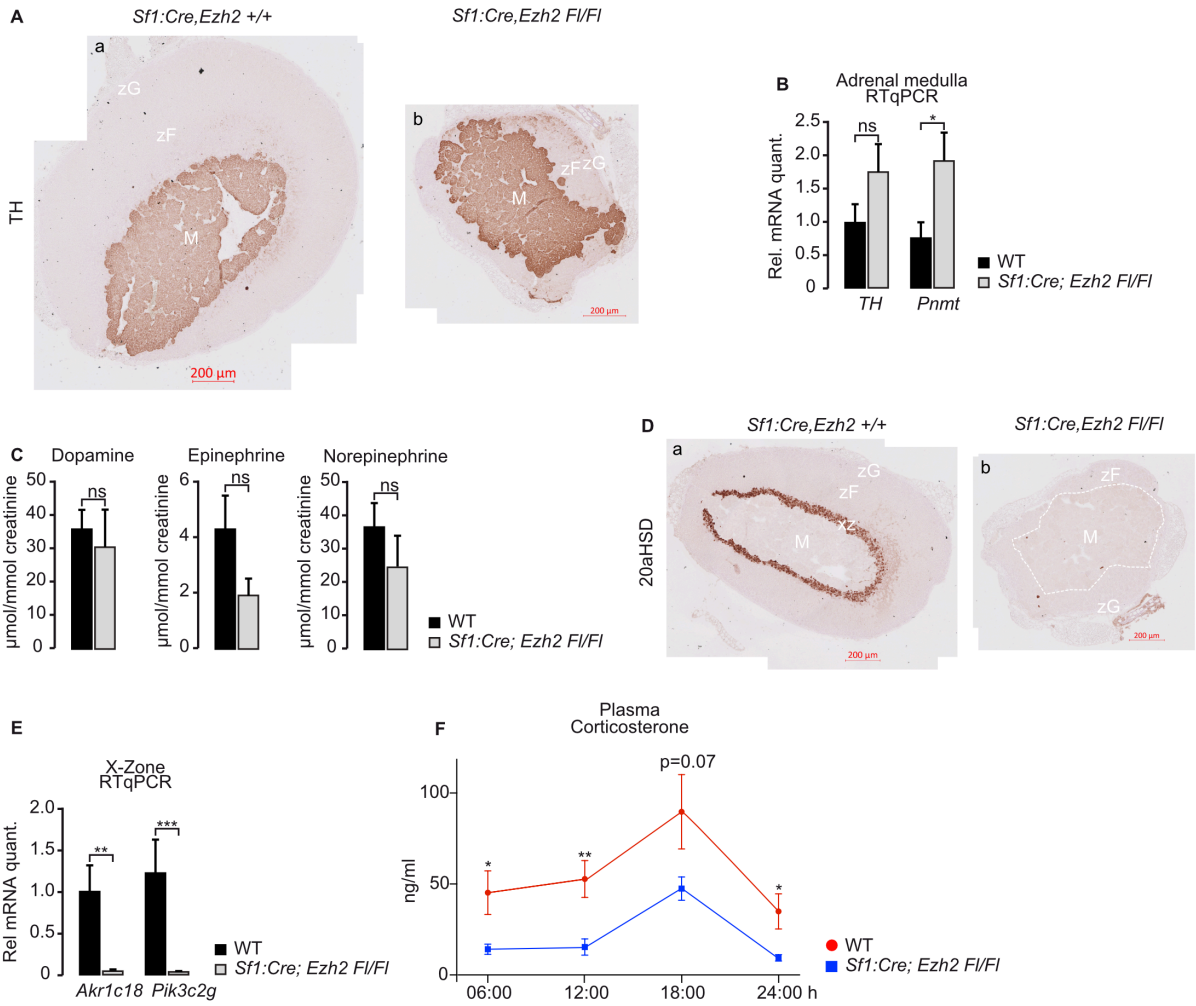 A
Sf1:Cre,Ezh2 +/+
Sf1:Cre,Ezh2 Fl/Fl
TH
a
zG
zF
M
200 µm
b
zF
zG
M
200 µm
B
Adrenal medulla
RTqPCR
Rel. mRNA quant.
2.5
2.0
1.5
1.0
0.5
0
ns
*
TH
Pnmt
WT
Sf1:Cre; Ezh2 Fl/Fl
C
Dopamine
µmol/mmol creatinine
50
40
30
20
10
0
ns
Epinephrine
µmol/mmol creatinine
6
4
2
0
ns
Norepinephrine
µmol/mmol creatinine
50
40
30
20
10
0
ns
WT
Sf1:Cre; Ezh2 Fl/Fl
D
Sf1:Cre,Ezh2 +/+
Sf1:Cre,Ezh2 Fl/Fl
20aHSD
a
zG
zF
xz
M
200 µm
b
zF
M
zG
200 µm
E
X-Zone
RTqPCR
Rel mRNA quant.
2.0
1.5
1.0
0.5
0
**
***
Akr1c18
Pik3c2g
WT
Sf1:Cre; Ezh2 Fl/Fl
F
Plasma
Corticosterone
p=0.07
ng/ml
100
50
0
*
**
*
06:00
12:00
18:00
24:00 h
WT
Sf1:Cre; Ezh2 Fl/Fl